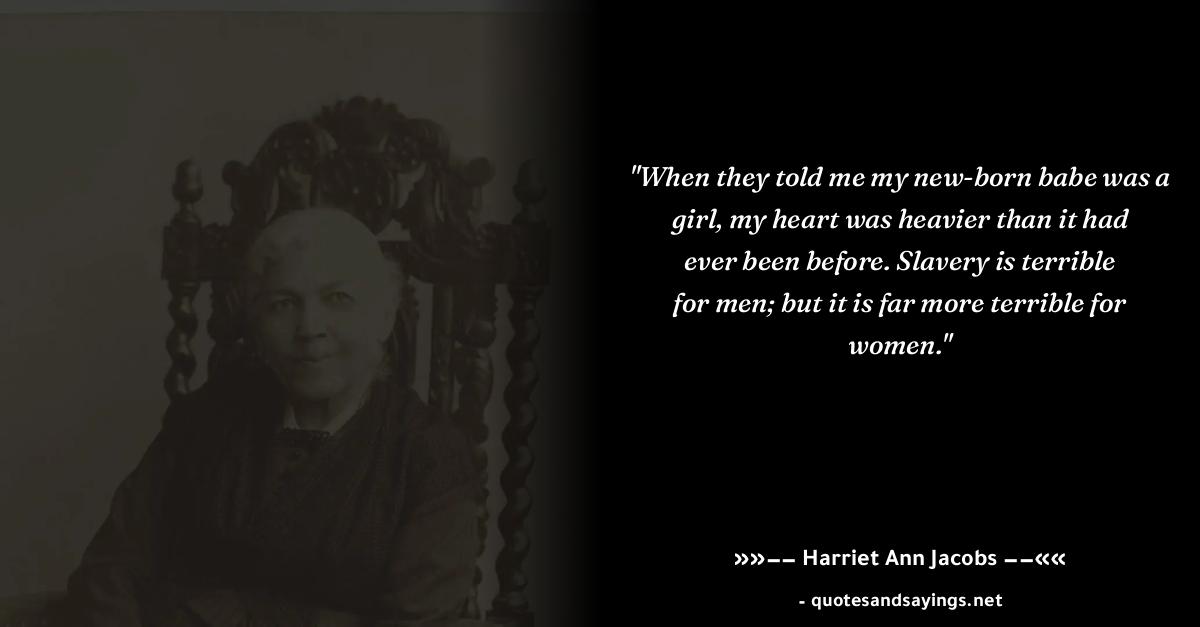 "When they told me my new-born babe was a
girl, my heart was heavier than it had
ever been before. Slavery is terrible
for men; but it is far more terrible for
women."
»»−− Harriet Ann Jacobs −−««
- quotesandsayings.net